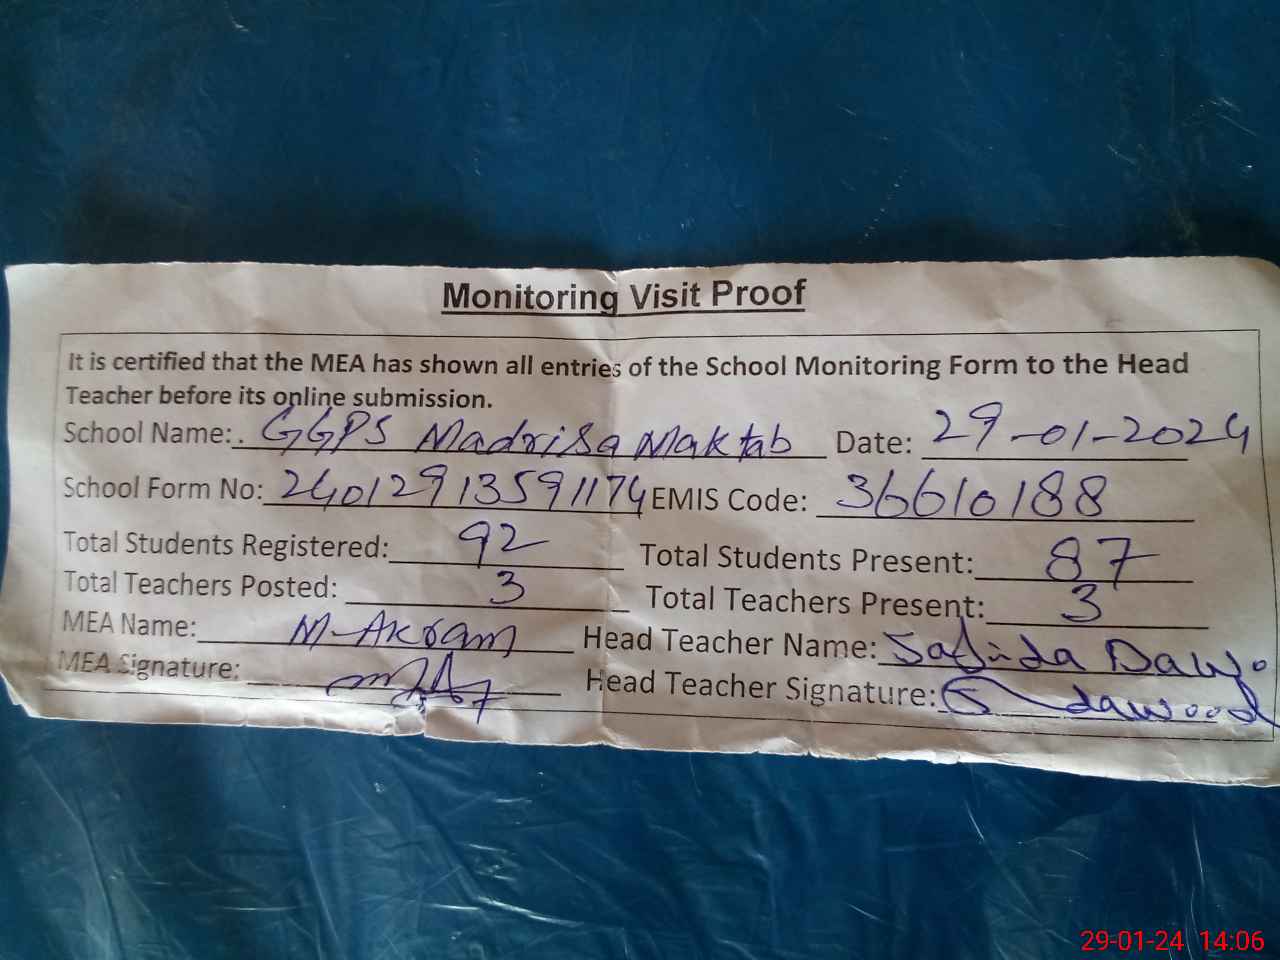 Monitoring Visit Proof
It is certified that the MEA has shown all entries of the School Monitoring Form to the Head
Teacher before its online submission.
School Name: GGPS Madrisa Maktab Date: 29-01-2024
School Form No: 240129135911174 EMIS Code: 36610188
Total Students Registered: 92 Total Students Present: 87
Total Teachers Posted: 3 Total Teachers Present: 3
MEA Name: M-Akram Head Teacher Name: Dawo
MEA Signature: Head Teacher Signature: dawood
29-01-24 14:06